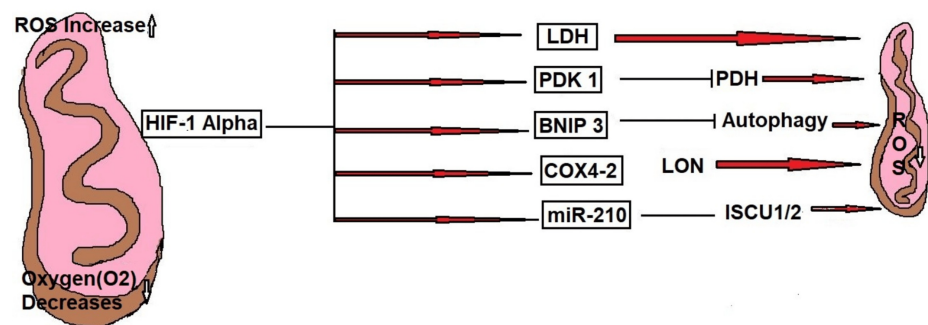 ROS Increase
LDH
PDK 1
PDH
HIF-1 Alpha
BNIP 3
Autophagy
ROS
COX4-2
LON
miR-210
ISCU1/2
Oxygen(O2)
Decreases